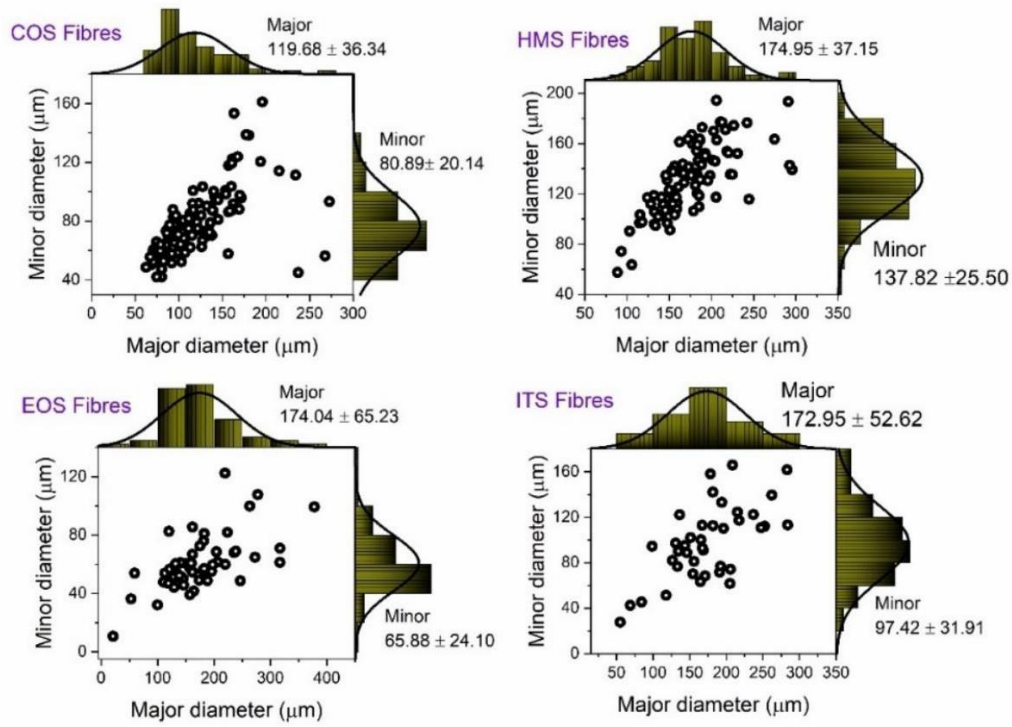 COS Fibres
Major
119.68 ± 36.34
Minor
80.89± 20.14
Minor diameter (μm)
160
120
80
40
0 50 100 150 200 250 300
Major diameter (μm)
HMS Fibres
Major
174.95 ± 37.15
Minor
137.82 ±25.50
Minor diameter (μm)
200
160
120
80
40
50 100 150 200 250 300 350
Major diameter (μm)
EOS Fibres
Major
174.04 ± 65.23
Minor
65.88 ± 24.10
Minor diameter (μm)
120
80
40
0
0 100 200 300 400
Major diameter (μm)
ITS Fibres
Major
172.95 ± 52.62
Minor
97.42 ± 31.91
Minor diameter (μm)
160
120
80
40
0
50 100 150 200 250 300 350
Major diameter (μm)